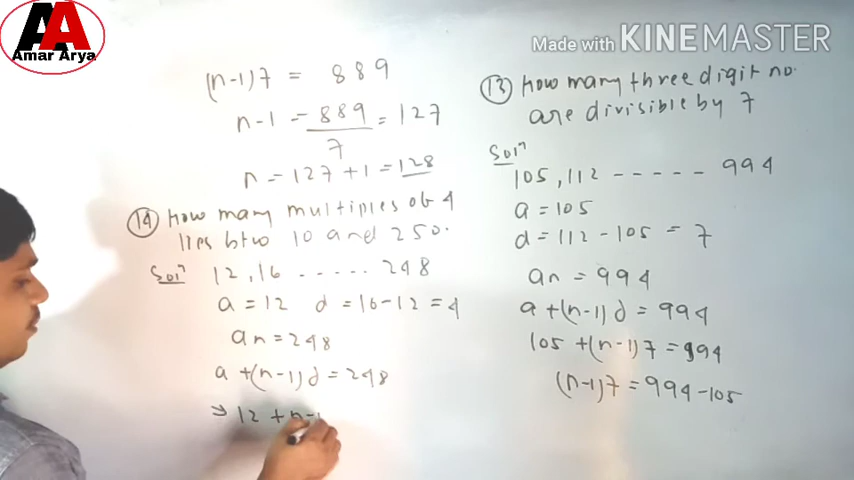 AA
Amar Arya
Made with KINEMASTER
(n-1)7 = 889
n-1 = 889/7 = 127
n = 127 + 1 = 128
(14) How many multiples of 4
lies btw 10 and 250.
Solⁿ 12, 16 ------ 248
a = 12 d = 16-12 = 4
an = 248
a + (n-1) d = 248
⇒ 12 + n-1
(13) How many three digit no.
are divisible by 7
Solⁿ
105, 112 ------ 994
a = 105
d = 112 - 105 = 7
an = 994
a + (n-1) d = 994
105 + (n-1) 7 = 994
(n-1) 7 = 994 - 105